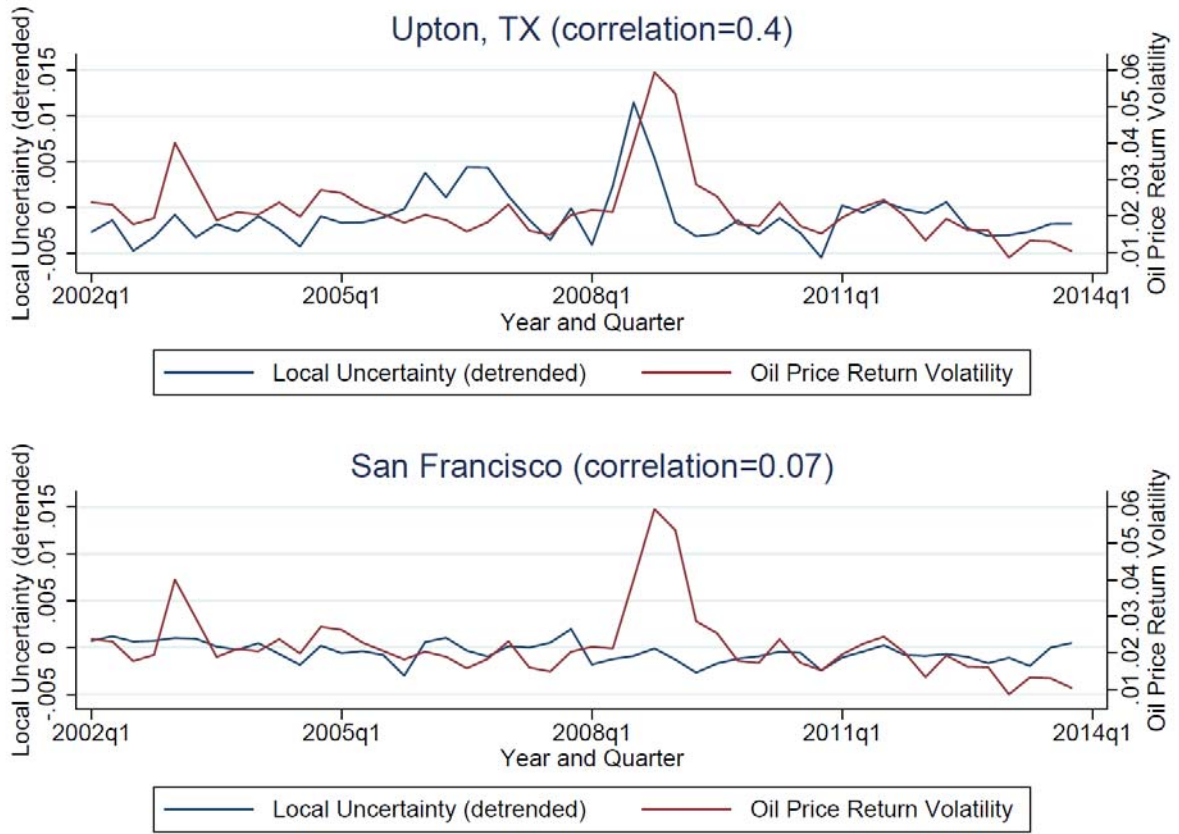 Upton, TX (correlation=0.4)
Local Uncertainty (detrended)
-.005 0 .005 .01 .015
.01 .02 .03 .04 .05 .06
Oil Price Return Volatility
2002q1 2005q1 2008q1 2011q1 2014q1
Year and Quarter
Local Uncertainty (detrended) Oil Price Return Volatility
San Francisco (correlation=0.07)
Local Uncertainty (detrended)
-.005 0 .005 .01 .015
.01 .02 .03 .04 .05 .06
Oil Price Return Volatility
2002q1 2005q1 2008q1 2011q1 2014q1
Year and Quarter
Local Uncertainty (detrended) Oil Price Return Volatility